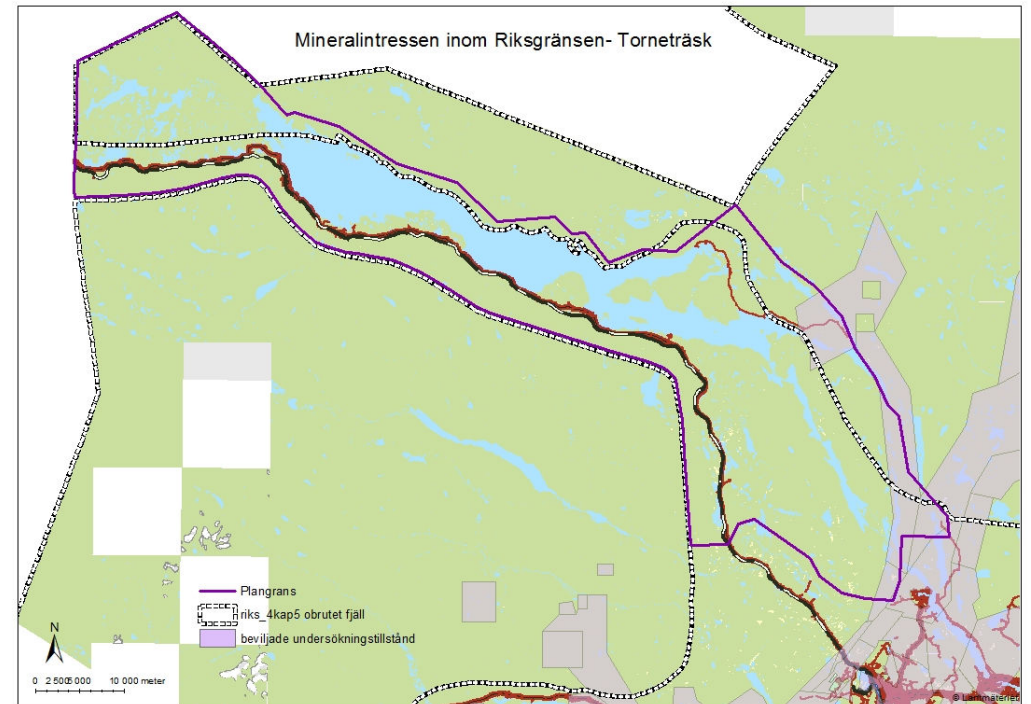 Mineralintressen inom Riksgränsen- Torneträsk
Plangrans
riks_4kap5 obrutet fjäll
beviljade undersökningstillstånd
N
0 2 500 5 000 10 000 meter
© Lantmäteriet